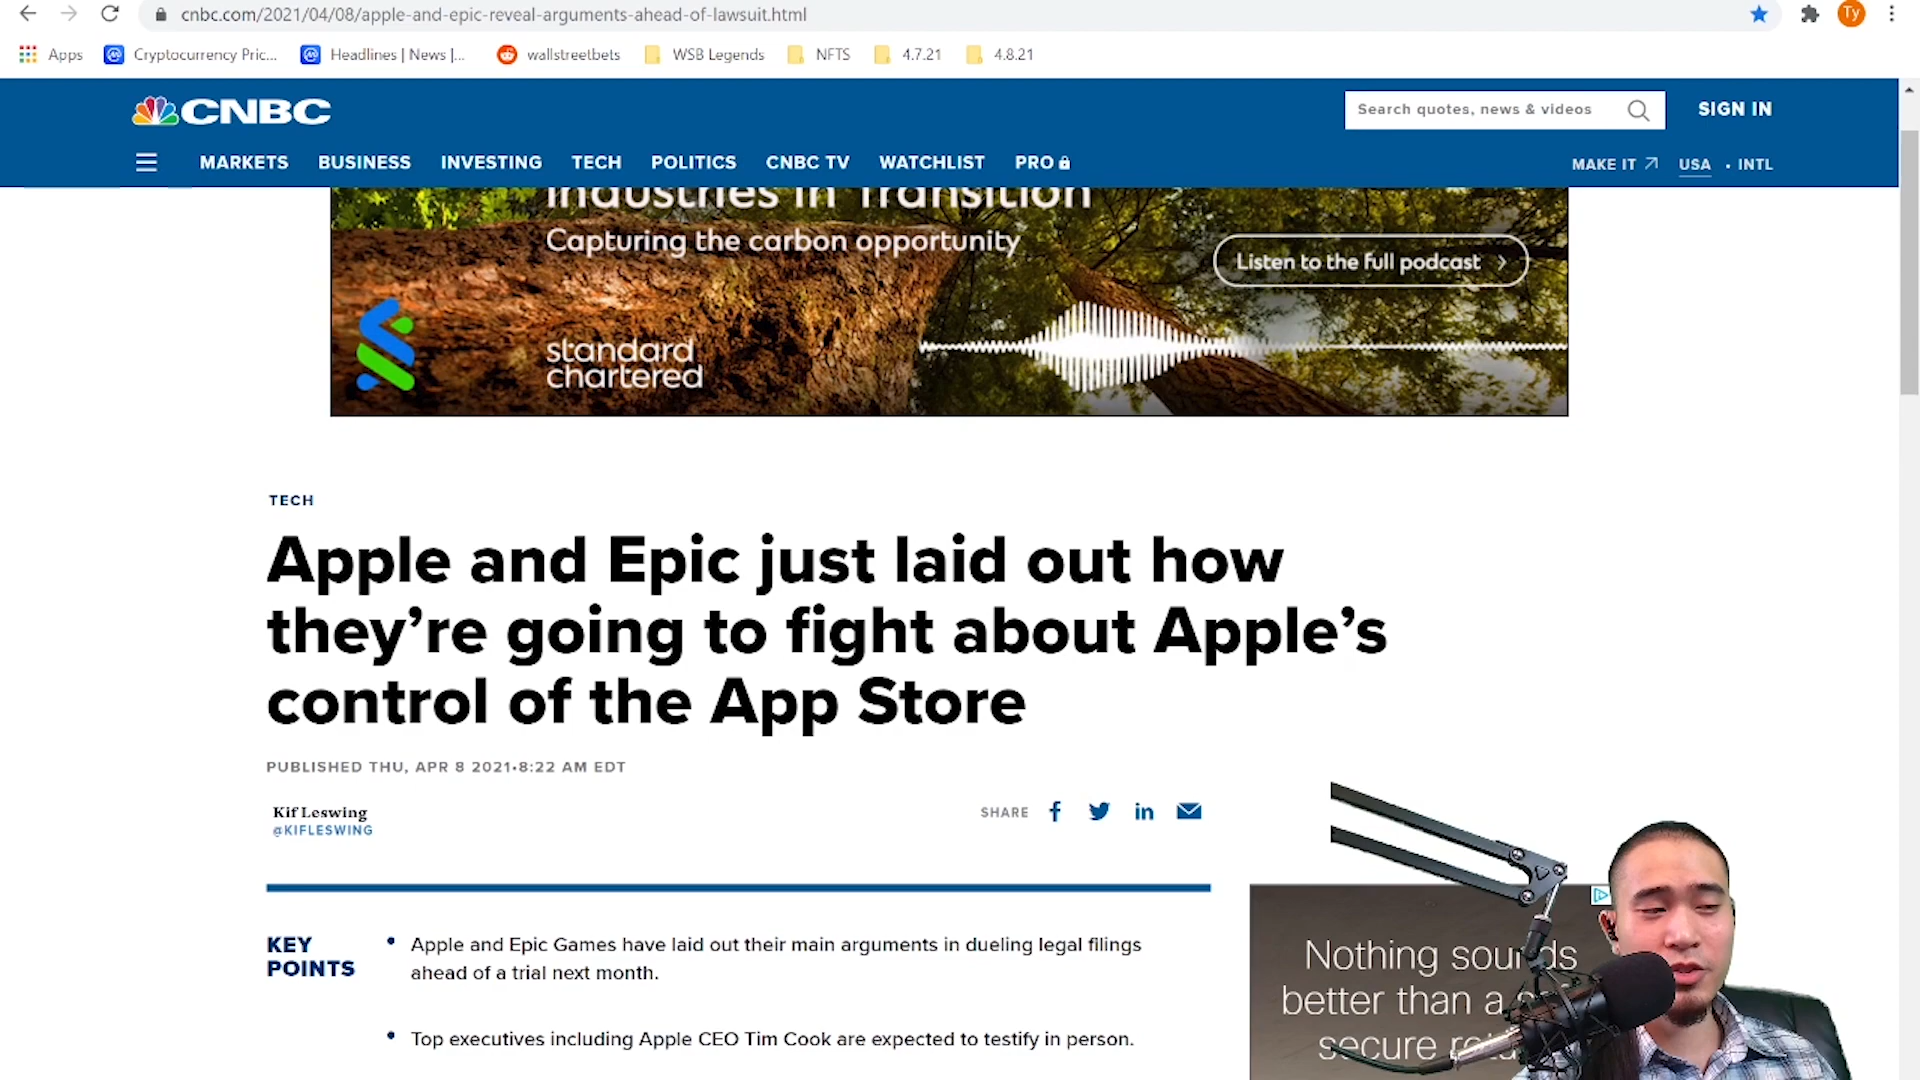 cnbc.com/2021/04/08/apple-and-epic-reveal-arguments-ahead-of-lawsuit.html
Ty
Apps
Cryptocurrency Pric...
Headlines | News |...
wallstreetbets
WSB Legends
NFTS
4.7.21
4.8.21
CNBC
Search quotes, news & videos
SIGN IN
MARKETS
BUSINESS
INVESTING
TECH
POLITICS
CNBC TV
WATCHLIST
PRO
MAKE IT
USA
INTL
Industries in Transition
Capturing the carbon opportunity
Listen to the full podcast
standard
chartered
TECH
Apple and Epic just laid out how
they’re going to fight about Apple’s
control of the App Store
PUBLISHED THU, APR 8 2021•8:22 AM EDT
Kif Leswing
@KIFLESWING
SHARE
KEY
POINTS
• Apple and Epic Games have laid out their main arguments in dueling legal filings
ahead of a trial next month.
• Top executives including Apple CEO Tim Cook are expected to testify in person.
Nothing sounds
better than a
secure